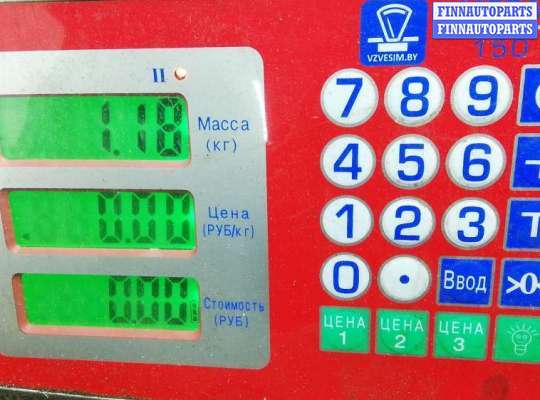 FINNAUTOPARTS
FINNAUTOPARTS
VZVESIM.BY
150
II
1.18
Масса
(кг)
0.00
Цена
(РУБ/кг)
0.00
Стоимость
(РУБ)
7 8 9
4 5 6
1 2 3
0 . Ввод >0<
ЦЕНА 1 ЦЕНА 2 ЦЕНА 3